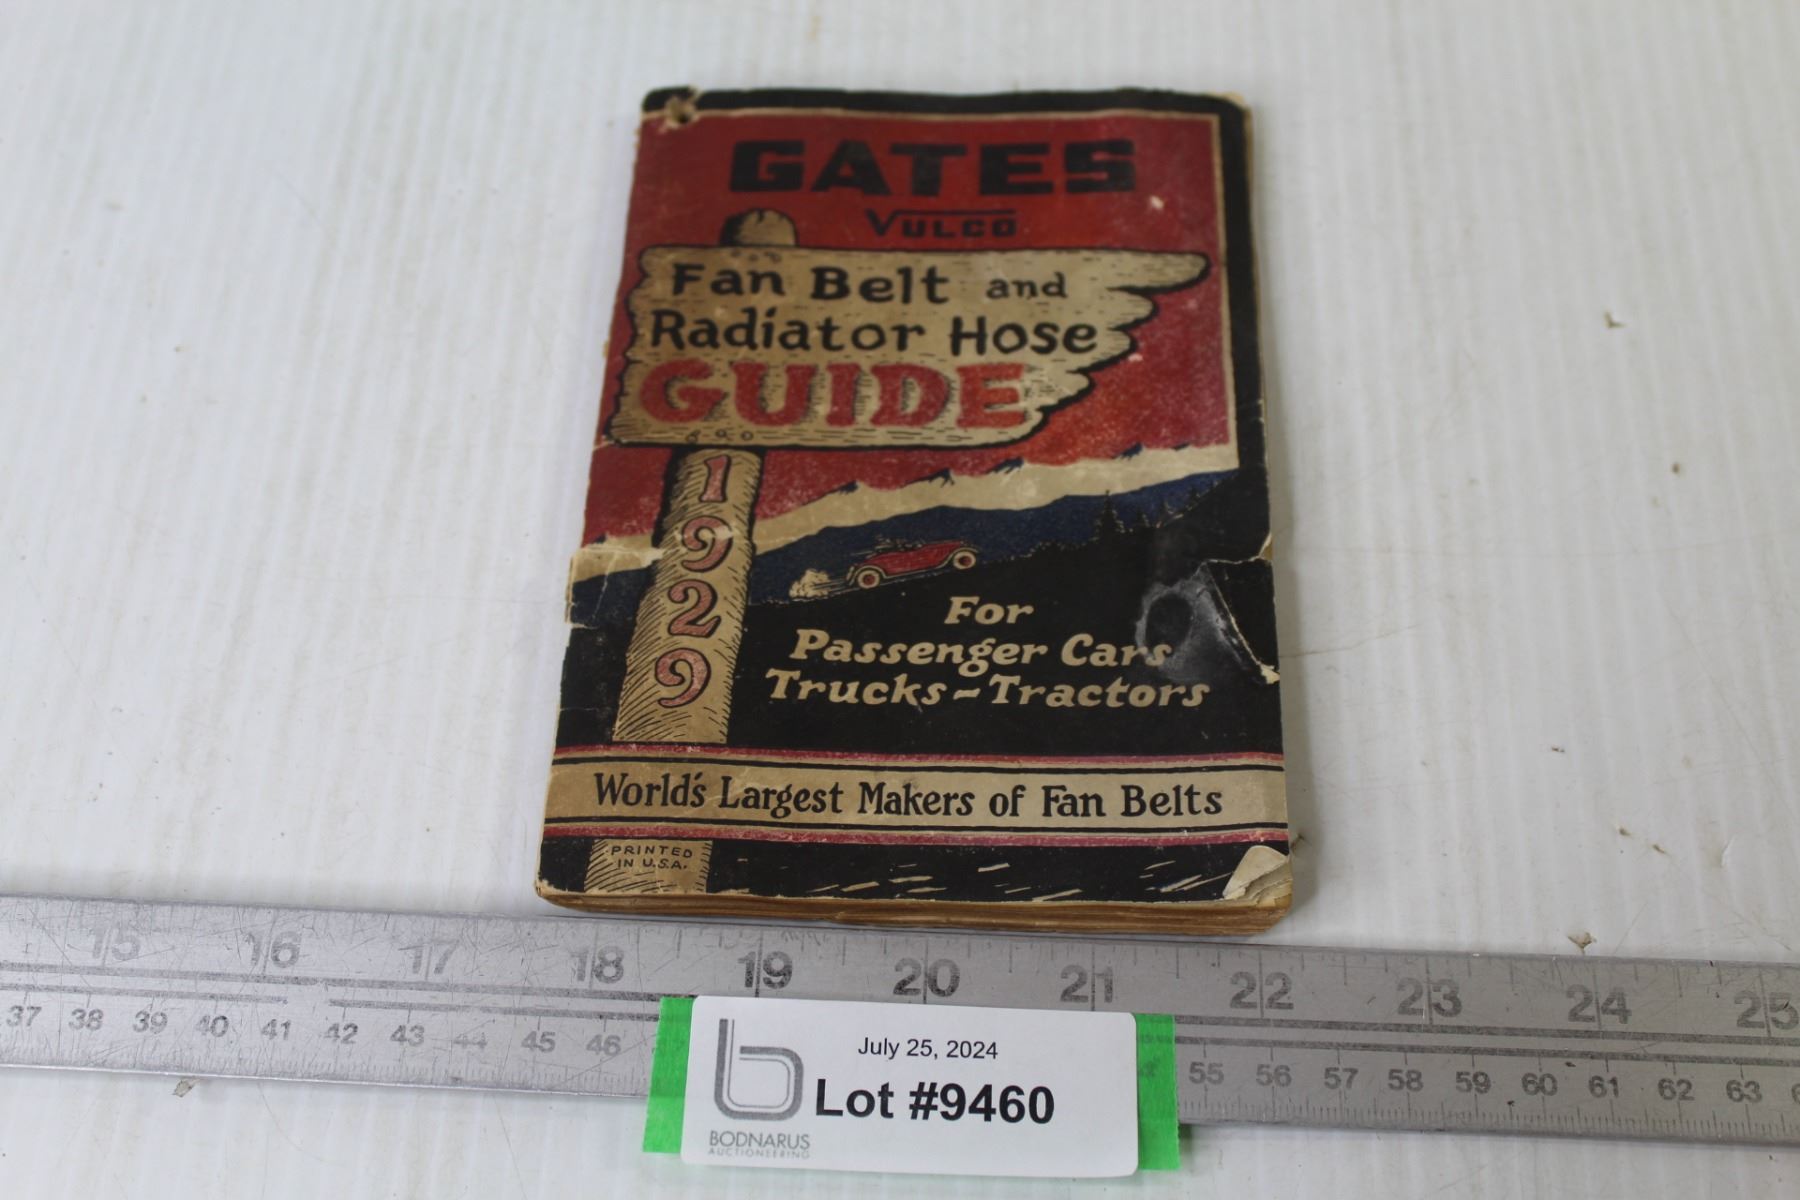 GATES
VULCO
Fan Belt and
Radiator Hose
GUIDE
1929
For
Passenger Cars
Trucks-Tractors
World's Largest Makers of Fan Belts
PRINTED
IN U.S.A.
15 16 17 18 19 20 21 22 23 24 25
37 38 39 40 41 42 43 44 45 46 55 56 57 58 59 60 61 62 63
July 25, 2024
Lot #9460
BODNARUS
AUCTIONEERING